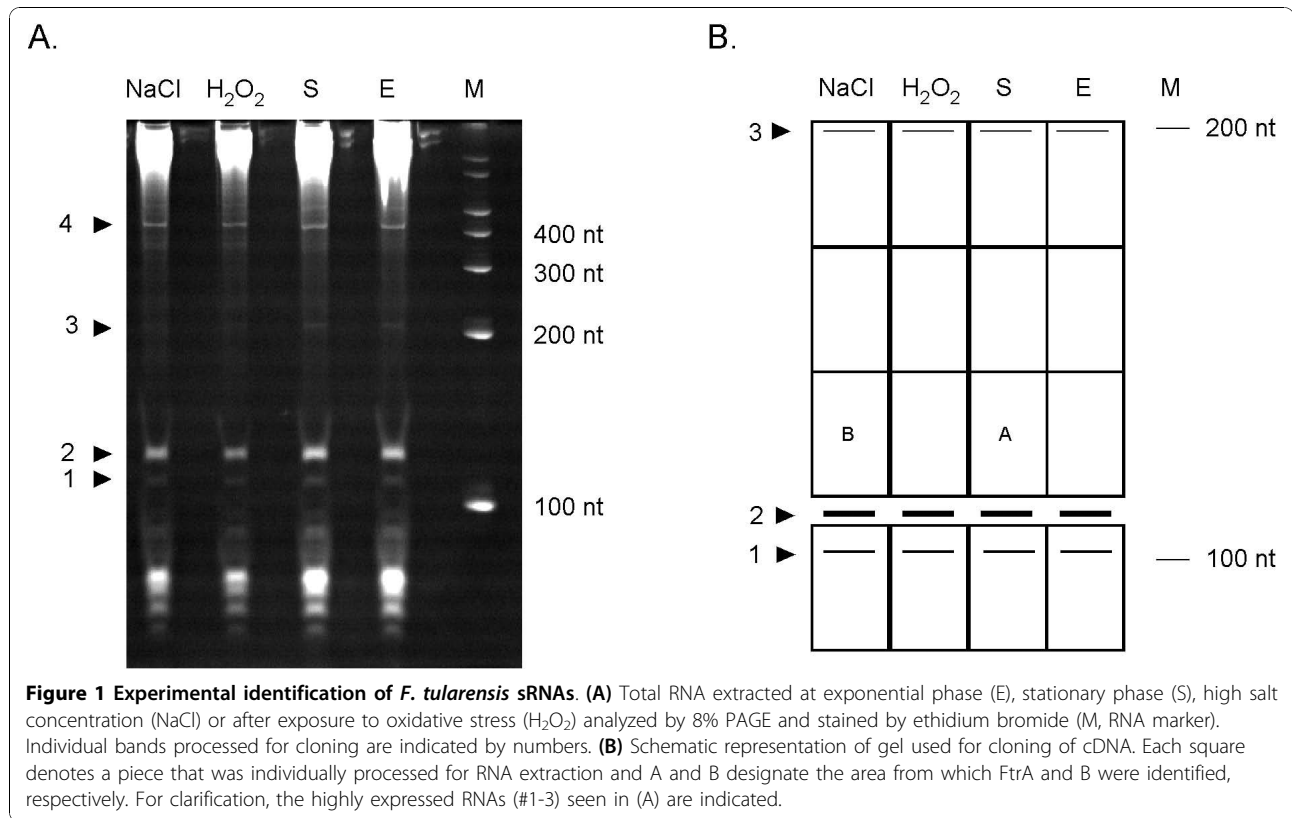 A.
NaCl H₂O₂ S E M
4
400 nt
300 nt
3
200 nt
2
1
100 nt
B.
NaCl H₂O₂ S E M
3
200 nt
B A
2
1
100 nt
Figure 1 Experimental identification of F. tularensis sRNAs. (A) Total RNA extracted at exponential phase (E), stationary phase (S), high salt
concentration (NaCl) or after exposure to oxidative stress (H₂O₂) analyzed by 8% PAGE and stained by ethidium bromide (M, RNA marker).
Individual bands processed for cloning are indicated by numbers. (B) Schematic representation of gel used for cloning of cDNA. Each square
denotes a piece that was individually processed for RNA extraction and A and B designate the area from which FtrA and B were identified,
respectively. For clarification, the highly expressed RNAs (#1-3) seen in (A) are indicated.